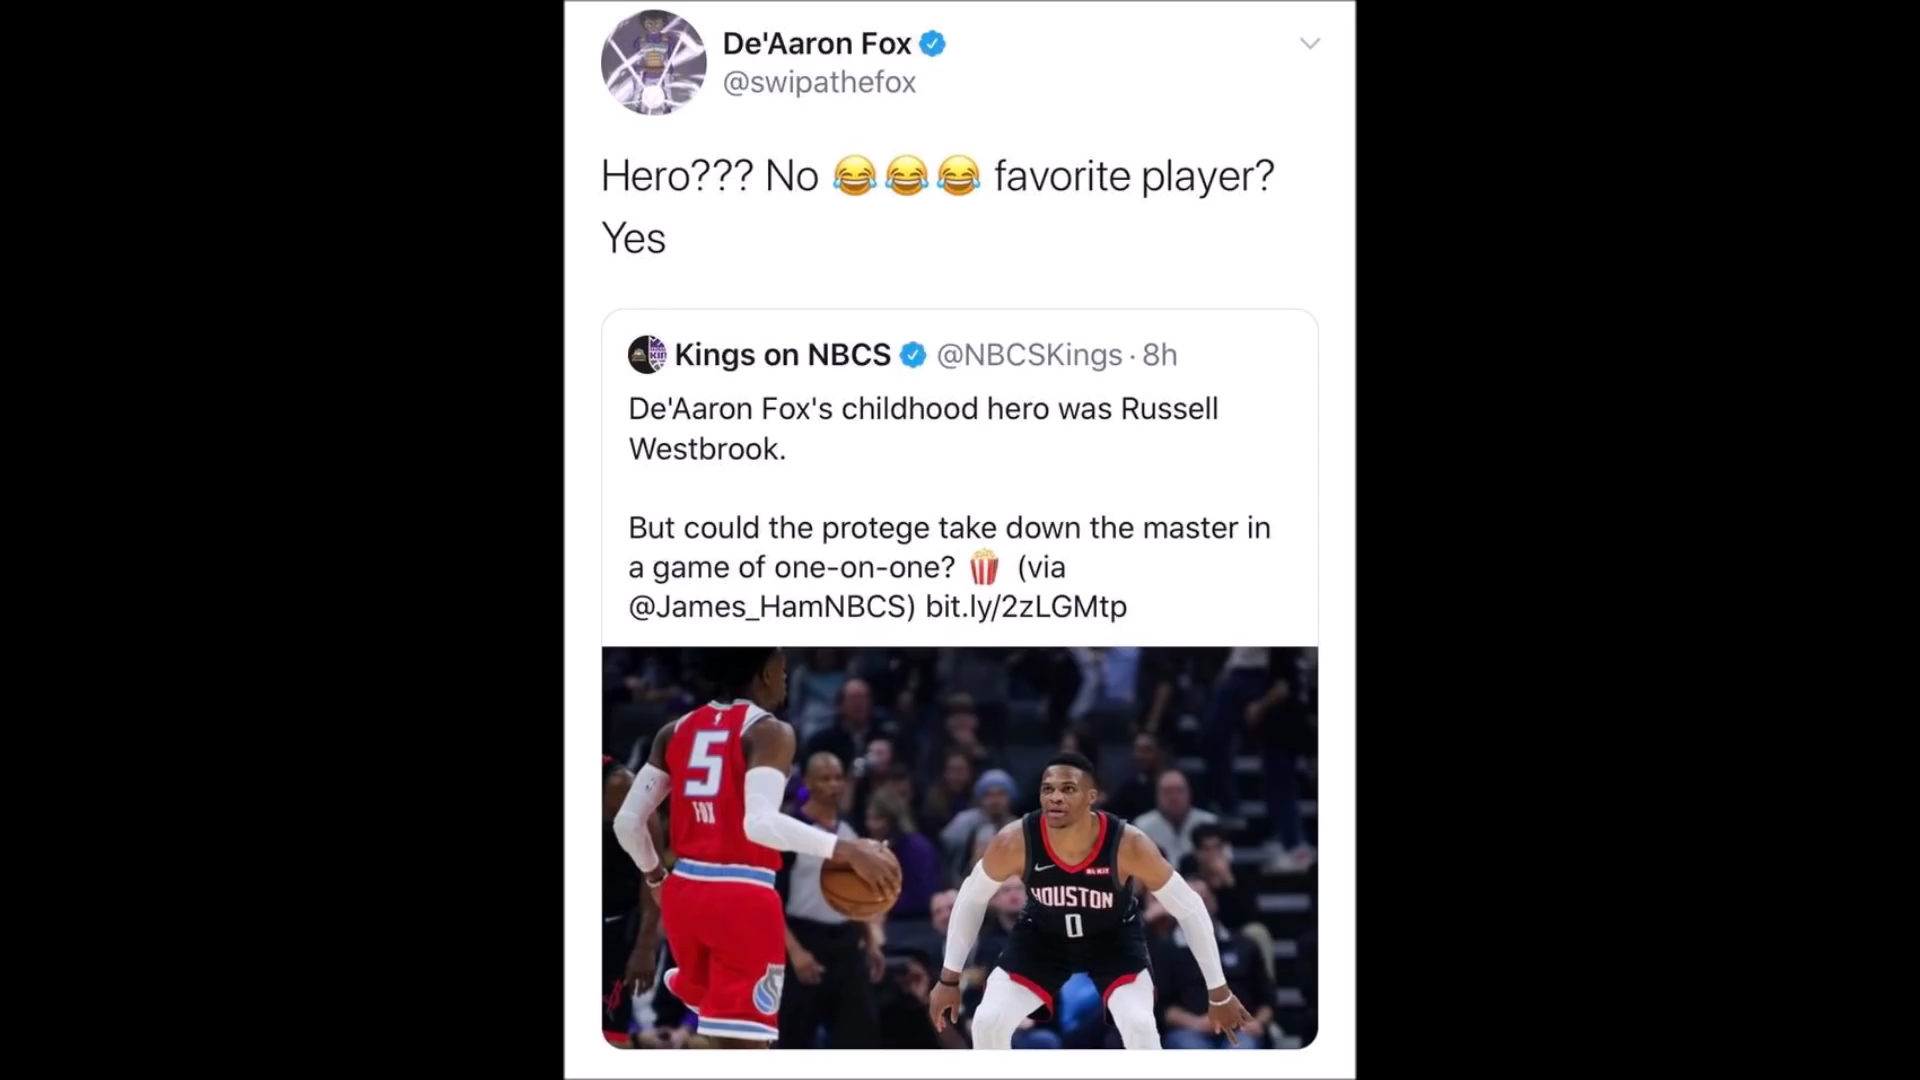 De'Aaron Fox
@swipathefox
Hero??? No 😂😂😂 favorite player?
Yes
Kings on NBCS @NBCSKings · 8h
De'Aaron Fox's childhood hero was Russell
Westbrook.
But could the protege take down the master in
a game of one-on-one? 🍿 (via
@James_HamNBCS) bit.ly/2zLGMtp
5
FOX
HOUSTON
0